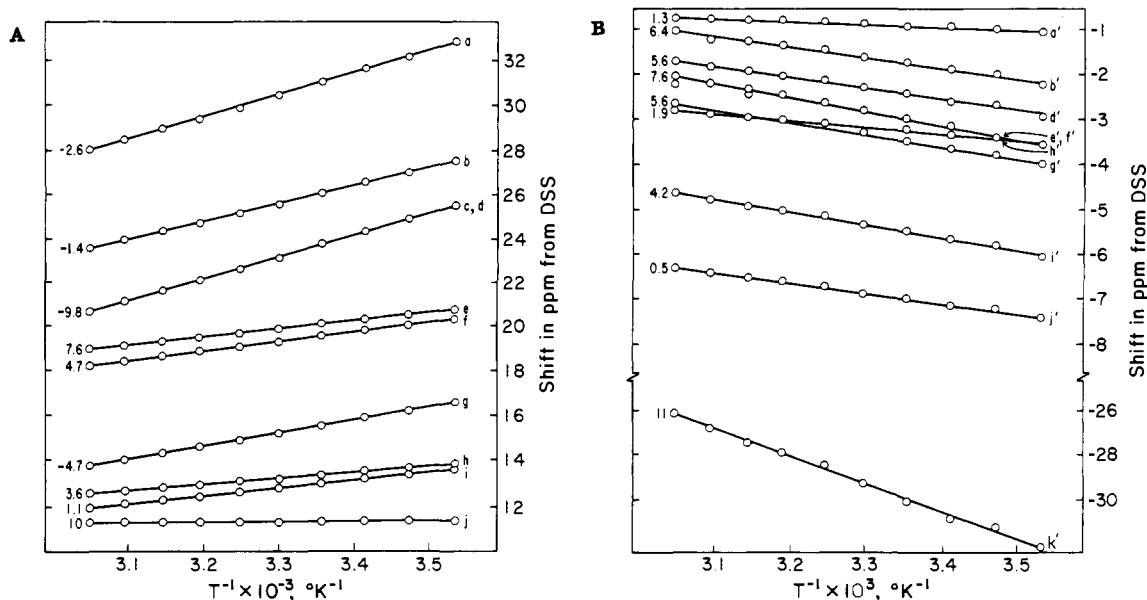 A
a
32
30
-2.6
28
b
26
c, d
-1.4
24
22
-9.8
e
20
7.6
f
4.7
18
g
16
-4.7
14
h
3.6
i
1.1
12
10
j
3.1
3.2
3.3
3.4
3.5
T⁻¹ × 10⁻³, °K⁻¹
Shift in ppm from DSS
B
1.3
-1
a'
6.4
b'
-2
5.6
d'
7.6
5.6
-3
1.9
e', f'
h'
g'
-4
4.2
-5
i'
-6
0.5
-7
j'
-8
11
-26
-28
-30
k'
3.1
3.2
3.3
3.4
3.5
T⁻¹ × 10³, °K⁻¹
Shift in ppm from DSS